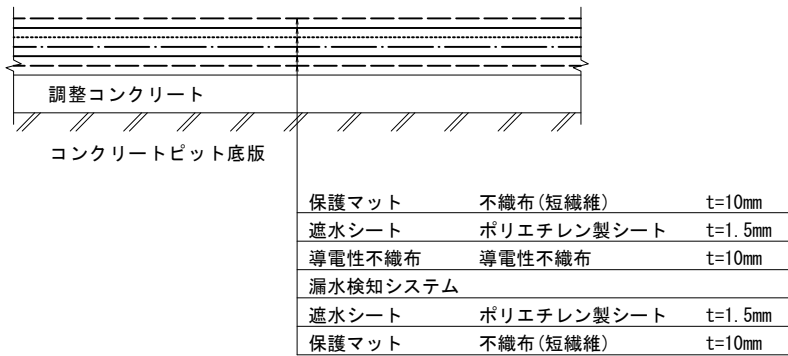 調整コンクリート
コンクリートピット底版
保護マット 不織布(短繊維) t=10mm
遮水シート ポリエチレン製シート t=1.5mm
導電性不織布 導電性不織布 t=10mm
漏水検知システム
遮水シート ポリエチレン製シート t=1.5mm
保護マット 不織布(短繊維) t=10mm